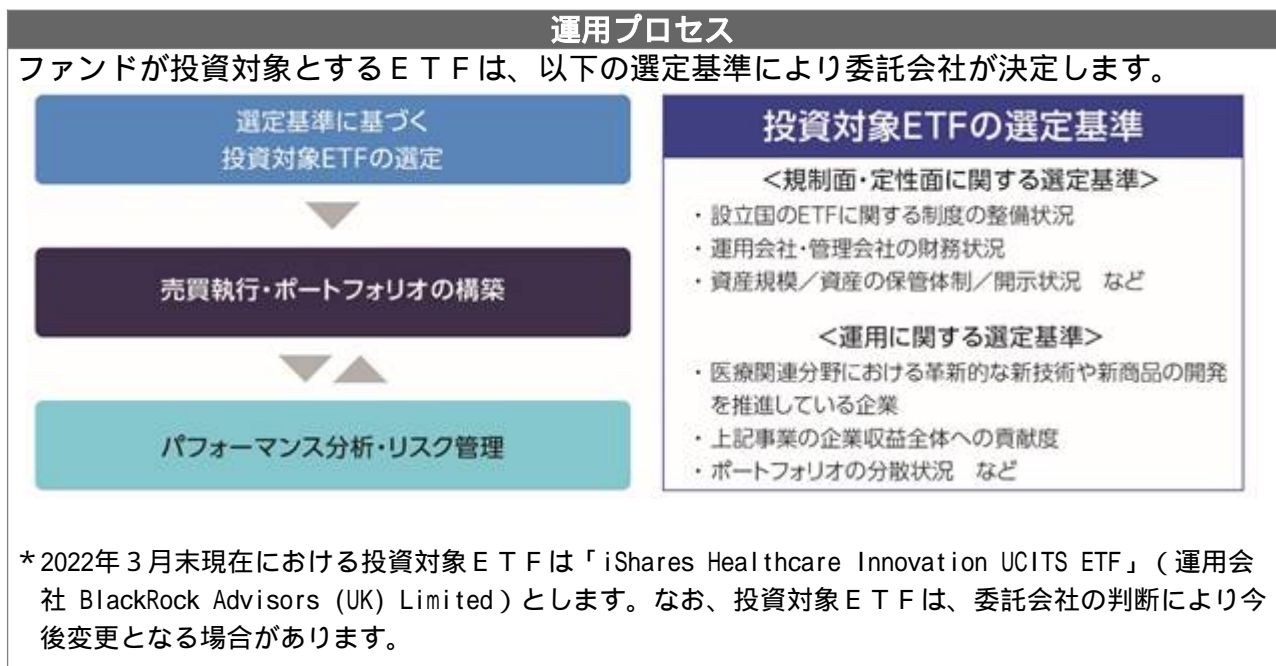 運用プロセス
ファンドが投資対象とするＥＴＦは、以下の選定基準により委託会社が決定します。
選定基準に基づく
投資対象ETFの選定
売買執行・ポートフォリオの構築
パフォーマンス分析・リスク管理
投資対象ETFの選定基準
＜規制面・定性面に関する選定基準＞
・設立国のETFに関する制度の整備状況
・運用会社・管理会社の財務状況
・資産規模／資産の保管体制／開示状況　など
＜運用に関する選定基準＞
・医療関連分野における革新的な新技術や新商品の開発
を推進している企業
・上記事業の企業収益全体への貢献度
・ポートフォリオの分散状況　など
＊2022年３月末現在における投資対象ＥＴＦは「iShares Healthcare Innovation UCITS ETF」（運用会
社 BlackRock Advisors (UK) Limited）とします。なお、投資対象ＥＴＦは、委託会社の判断により今
後変更となる場合があります。